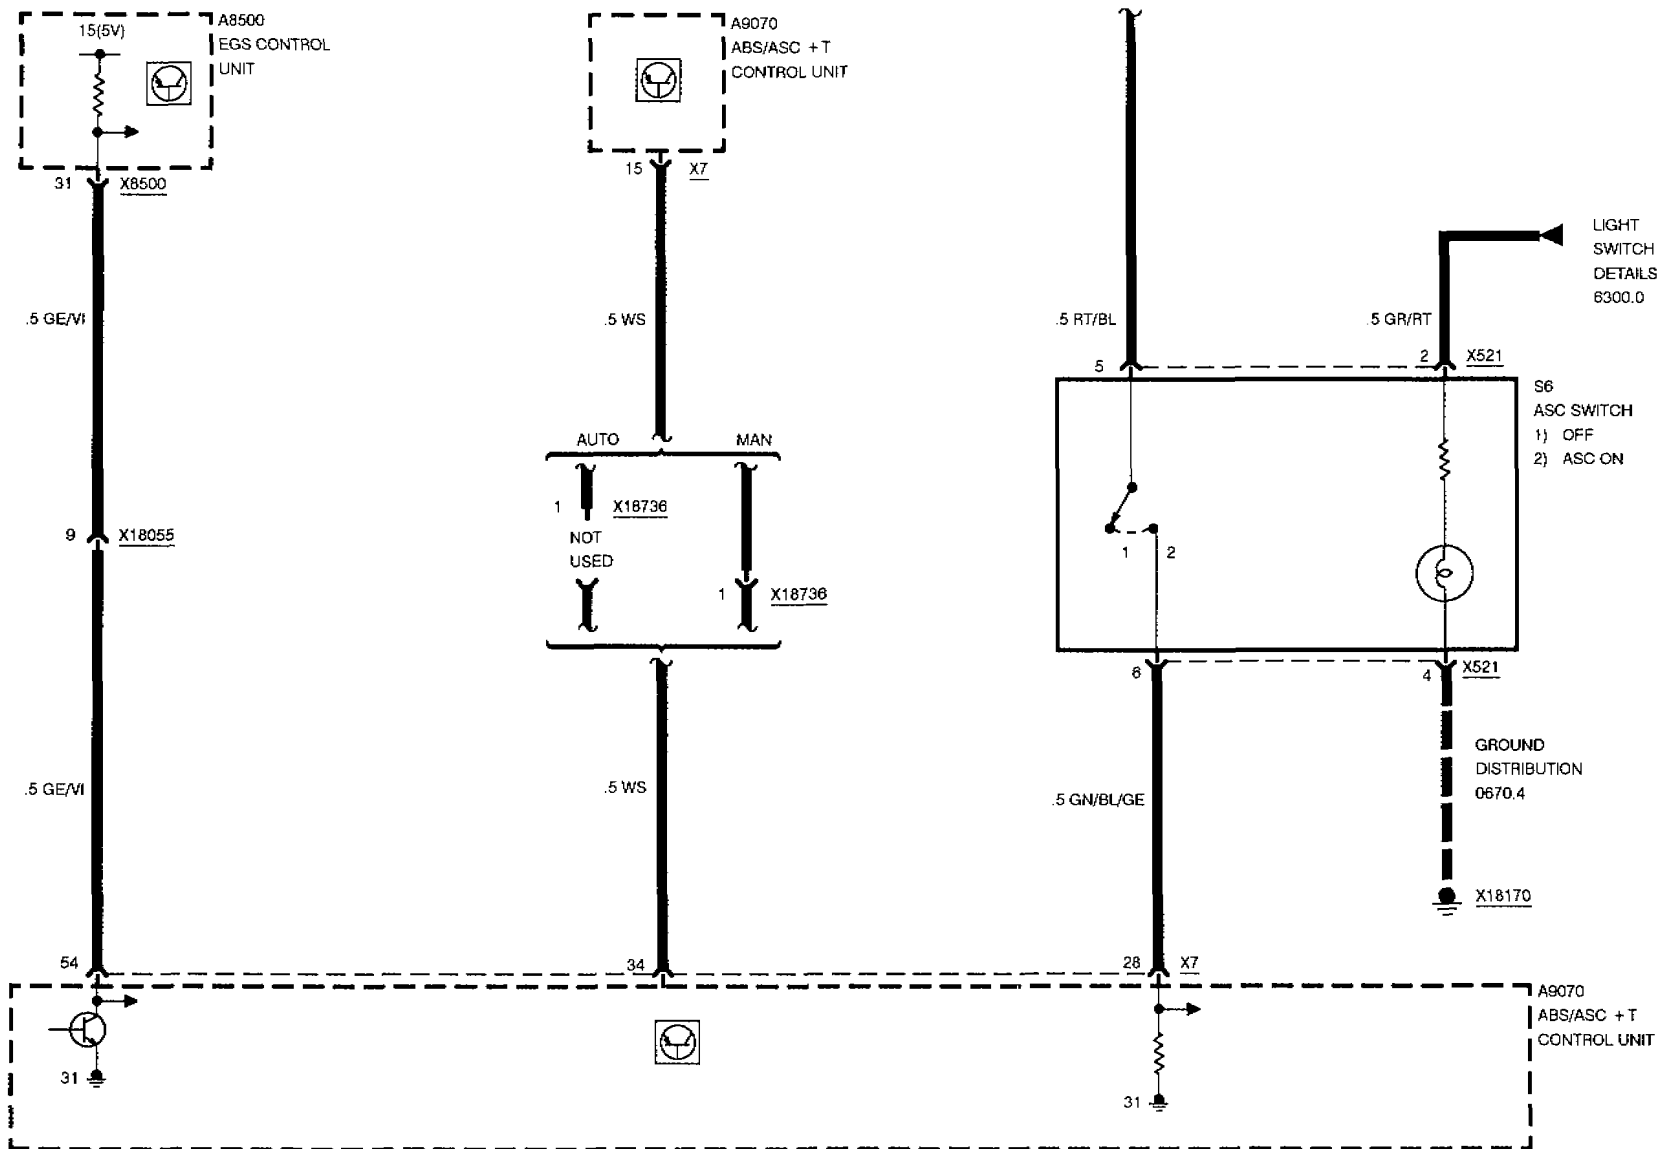 A8500
EGS CONTROL
UNIT
15(5V)
31 X8500
A9070
ABS/ASC +T
CONTROL UNIT
15 X7
LIGHT
SWITCH
DETAILS
6300.0
.5 GE/VI
.5 WS
.5 RT/BL
.5 GR/RT
5
2 X521
S6
ASC SWITCH
1) OFF
2) ASC ON
AUTO
MAN
1 X18736
NOT
USED
1 X18736
9 X18055
1
2
6
4 X521
GROUND
DISTRIBUTION
0670.4
.5 GE/VI
.5 WS
.5 GN/BL/GE
X18170
54
34
28 X7
A9070
ABS/ASC +T
CONTROL UNIT
31
31